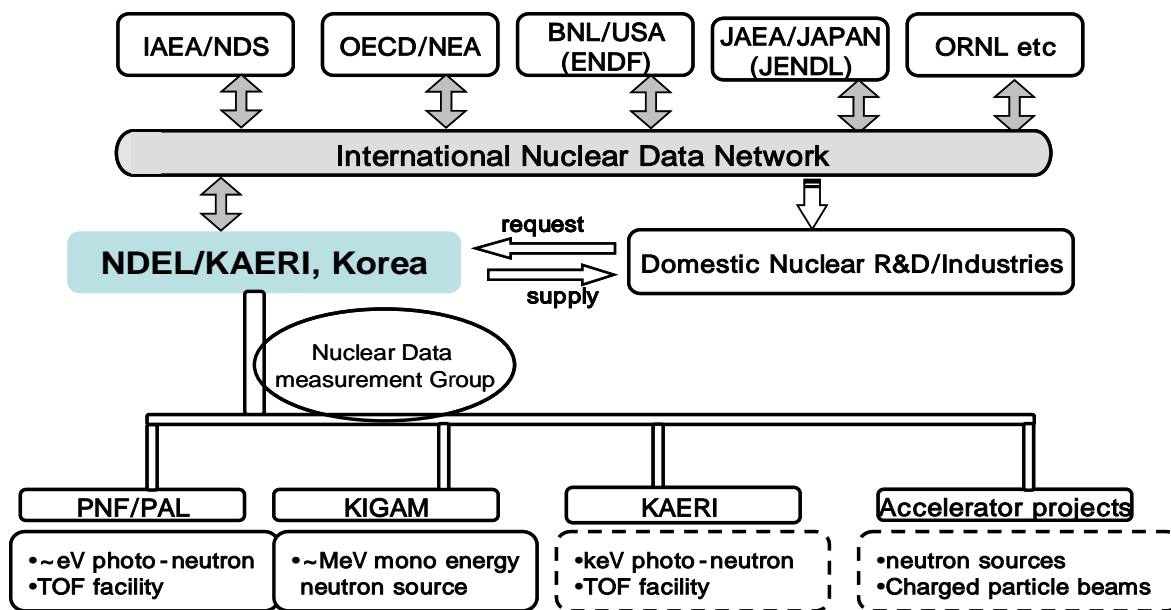 IAEA/NDS
OECD/NEA
BNL/USA
(ENDF)
JAEA/JAPAN
(JENDL)
ORNL etc
International Nuclear Data Network
NDEL/KAERI, Korea
request
supply
Domestic Nuclear R&D/Industries
Nuclear Data
measurement Group
PNF/PAL
•~eV photo-neutron
•TOF facility
KIGAM
•~MeV mono energy
neutron source
KAERI
•keV photo-neutron
•TOF facility
Accelerator projects
•neutron sources
•Charged particle beams